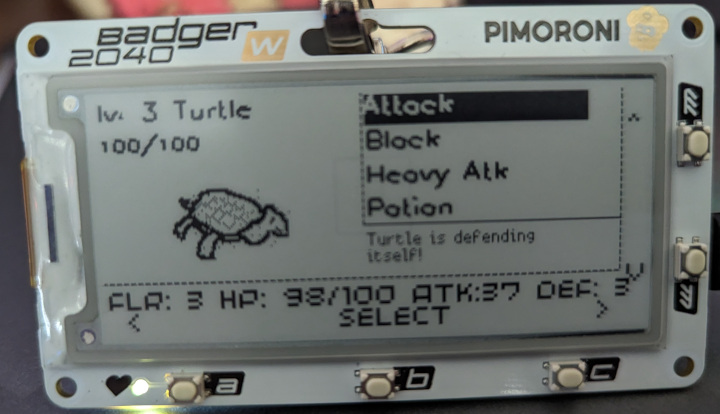 Badger
2040 W
PIMORONI
lv. 3 Turtle
100/100
Attack
Block
Heavy Atk
Potion
Turtle is defending
itself!
FLR: 3 HP: 98/100 ATK:37 DEF: 3
< SELECT >
a
b
c